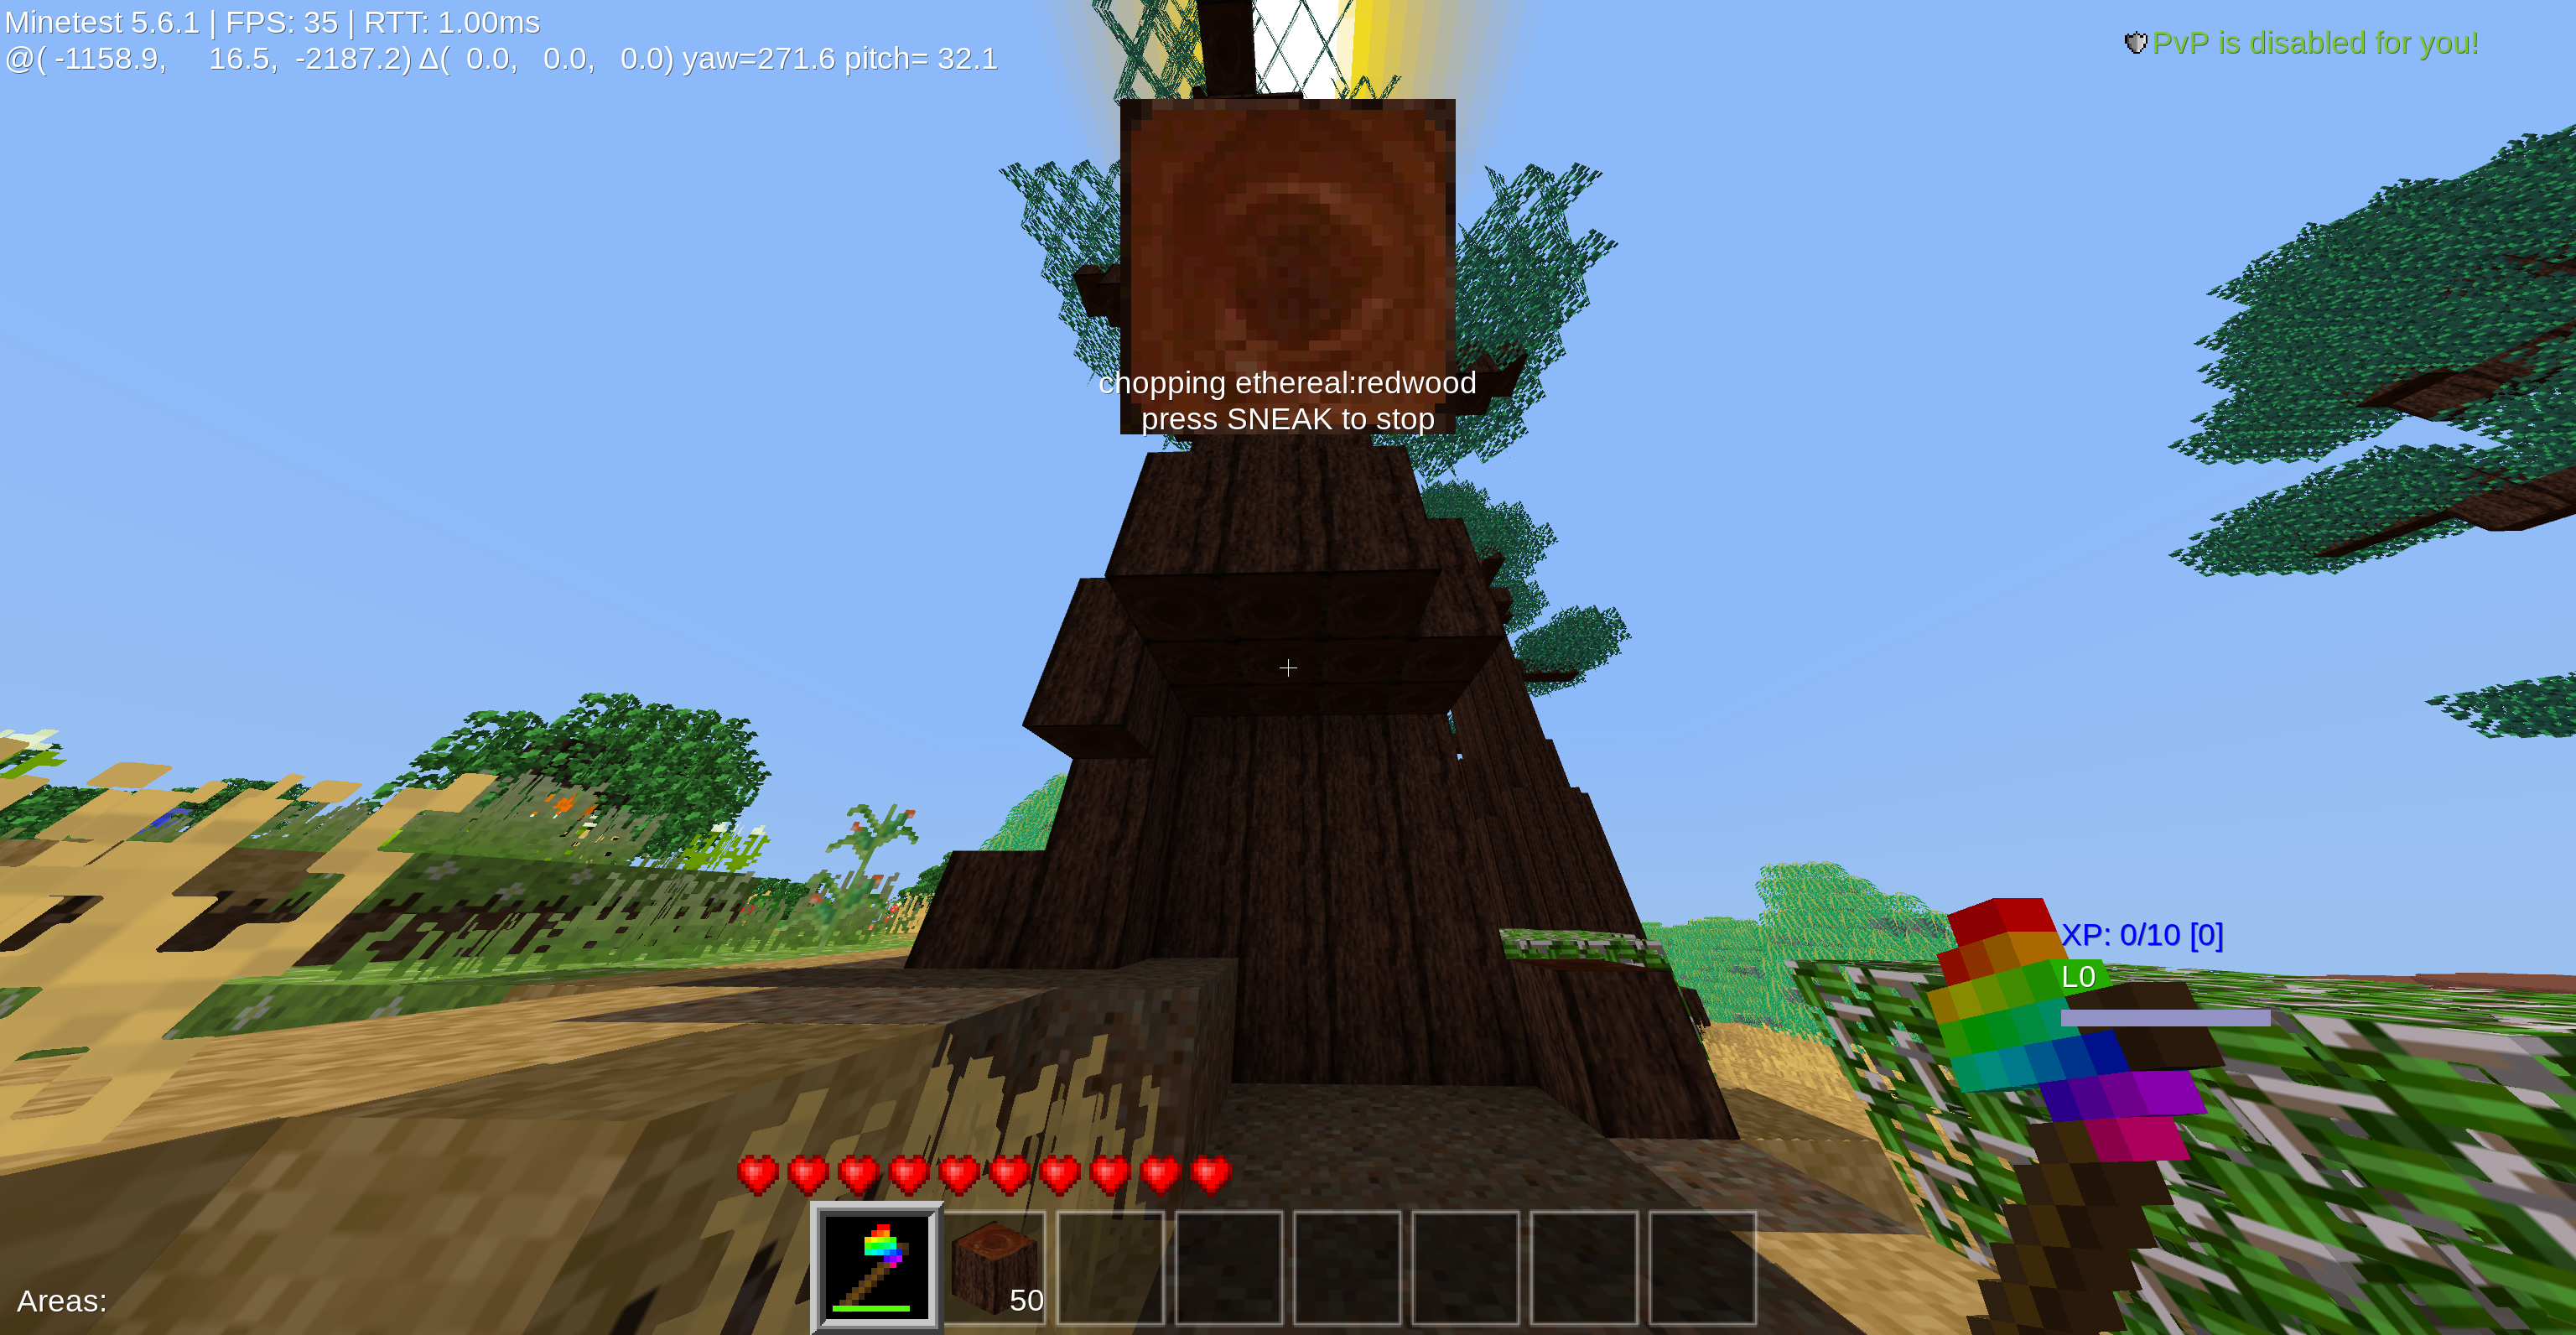 Minetest 5.6.1 | FPS: 35 | RTT: 1.00ms
@( -1158.9, 16.5, -2187.2) Δ( 0.0, 0.0, 0.0) yaw=271.6 pitch= 32.1
PvP is disabled for you!
chopping ethereal:redwood
press SNEAK to stop
XP: 0/10 [0]
L0
50
Areas: